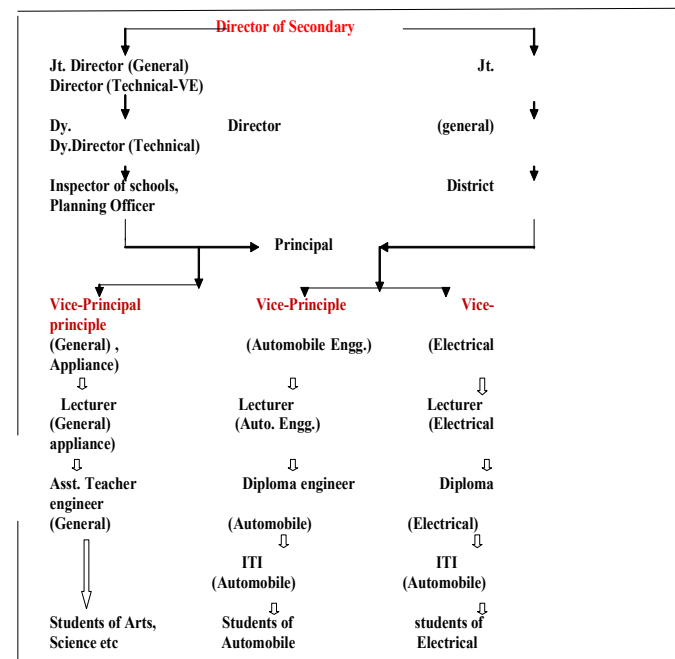 Director of Secondary
Jt. Director (General) Jt.
Director (Technical-VE)
Dy. Director (general)
Dy.Director (Technical)
Inspector of schools, District
Planning Officer
Principal
Vice-Principal Vice-Principle Vice-
principle
(General) , (Automobile Engg.) (Electrical
Appliance)
Lecturer Lecturer Lecturer
(General) (Auto. Engg.) (Electrical
appliance)
Asst. Teacher Diploma engineer Diploma
engineer
(General) (Automobile) (Electrical)
ITI ITI
(Automobile) (Automobile)
Students of Arts, Students of students of
Science etc Automobile Electrical